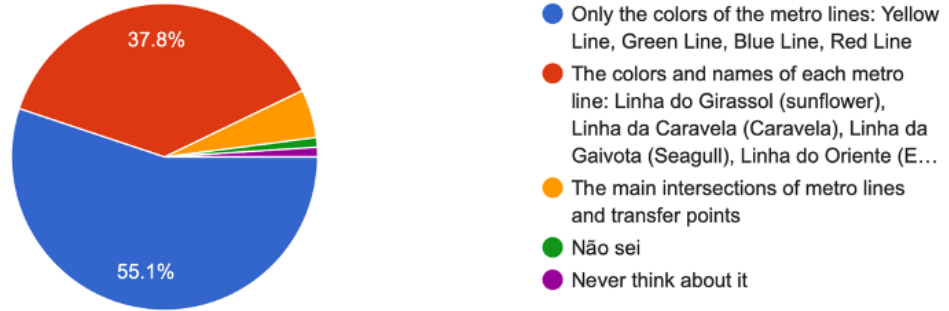 37.8%
55.1%
Only the colors of the metro lines: Yellow
Line, Green Line, Blue Line, Red Line
The colors and names of each metro
line: Linha do Girassol (sunflower),
Linha da Caravela (Caravela), Linha da
Gaivota (Seagull), Linha do Oriente (E…
The main intersections of metro lines
and transfer points
Não sei
Never think about it